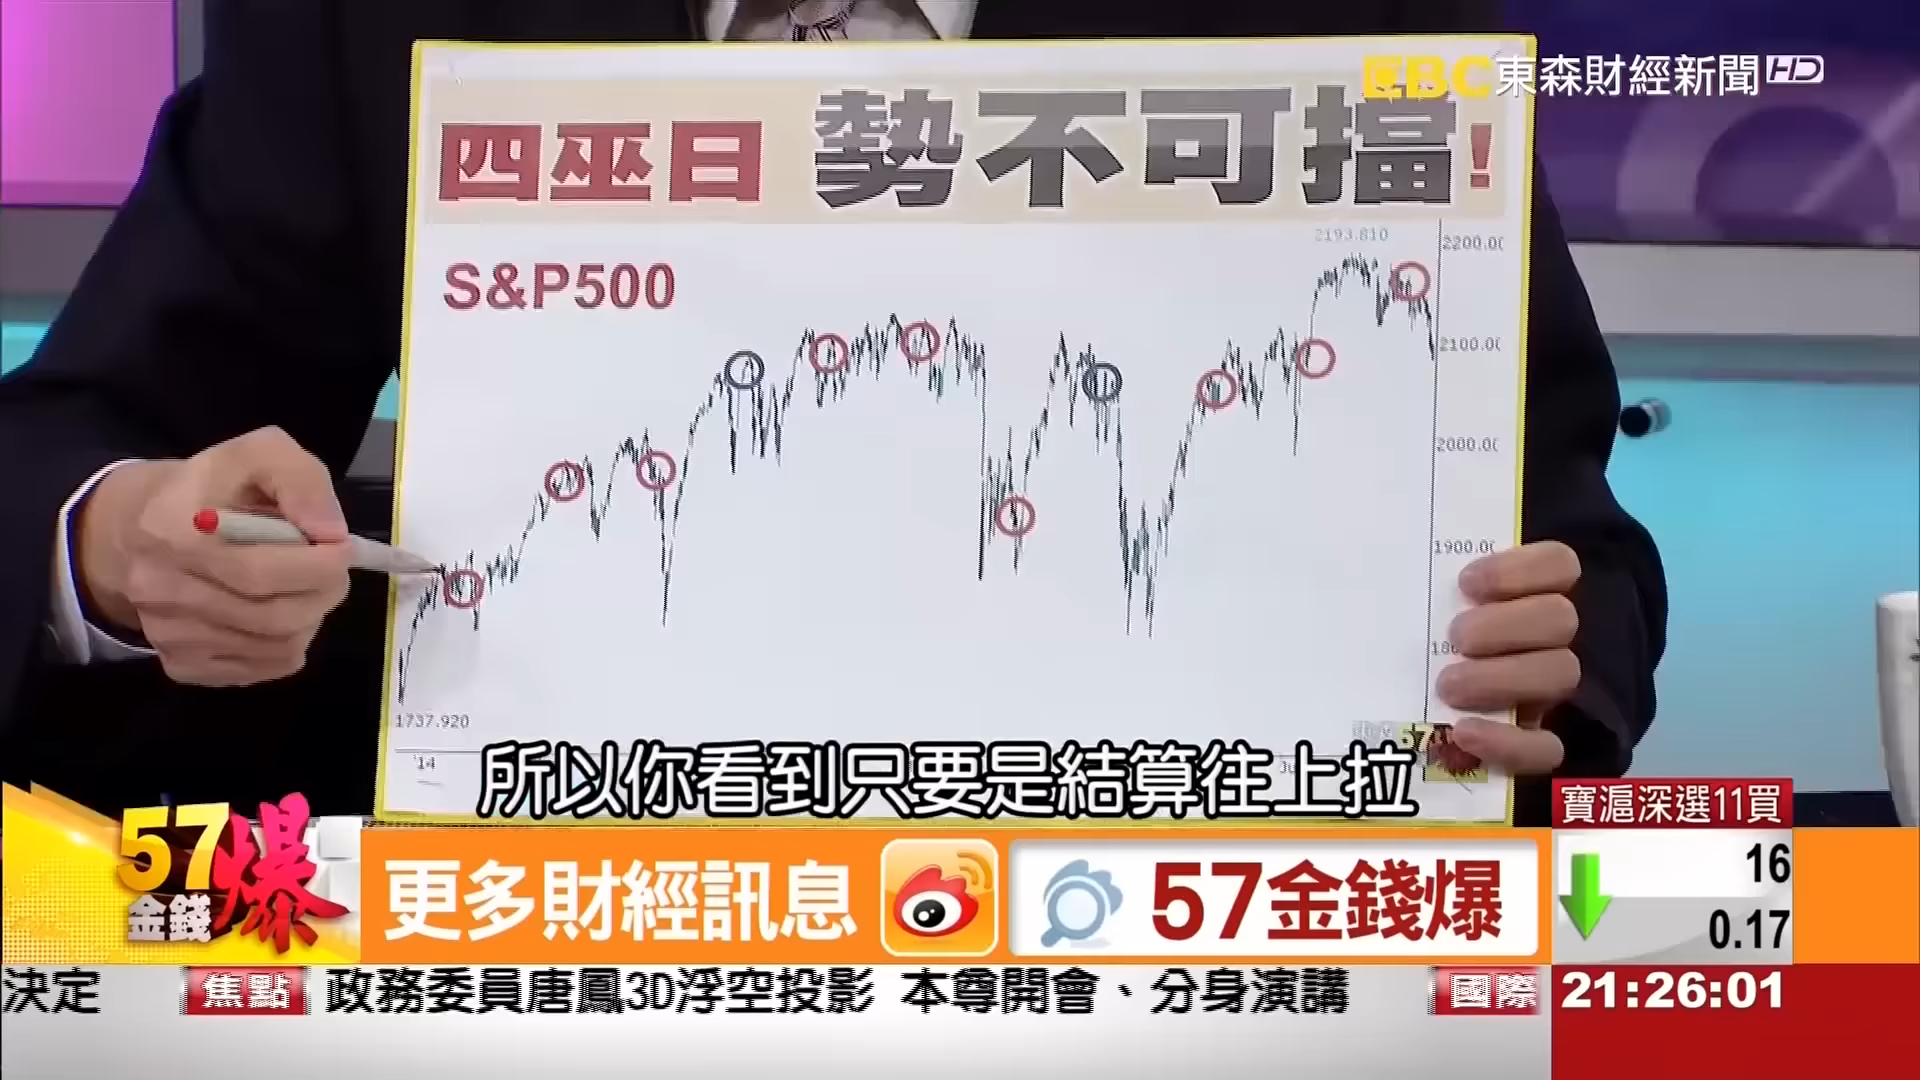 EBC東森財經新聞HD
四巫日 勢不可擋!
S&P500
2193.810
2200.00
2100.00
2000.00
1900.00
1737.920
'14
所以你看到只要是結算往上拉
57金錢爆
更多財經訊息
57金錢爆
寶滬深選11買
16
0.17
決定
焦點
政務委員唐鳳3D浮空投影 本尊開會、分身演講
國際
21:26:01